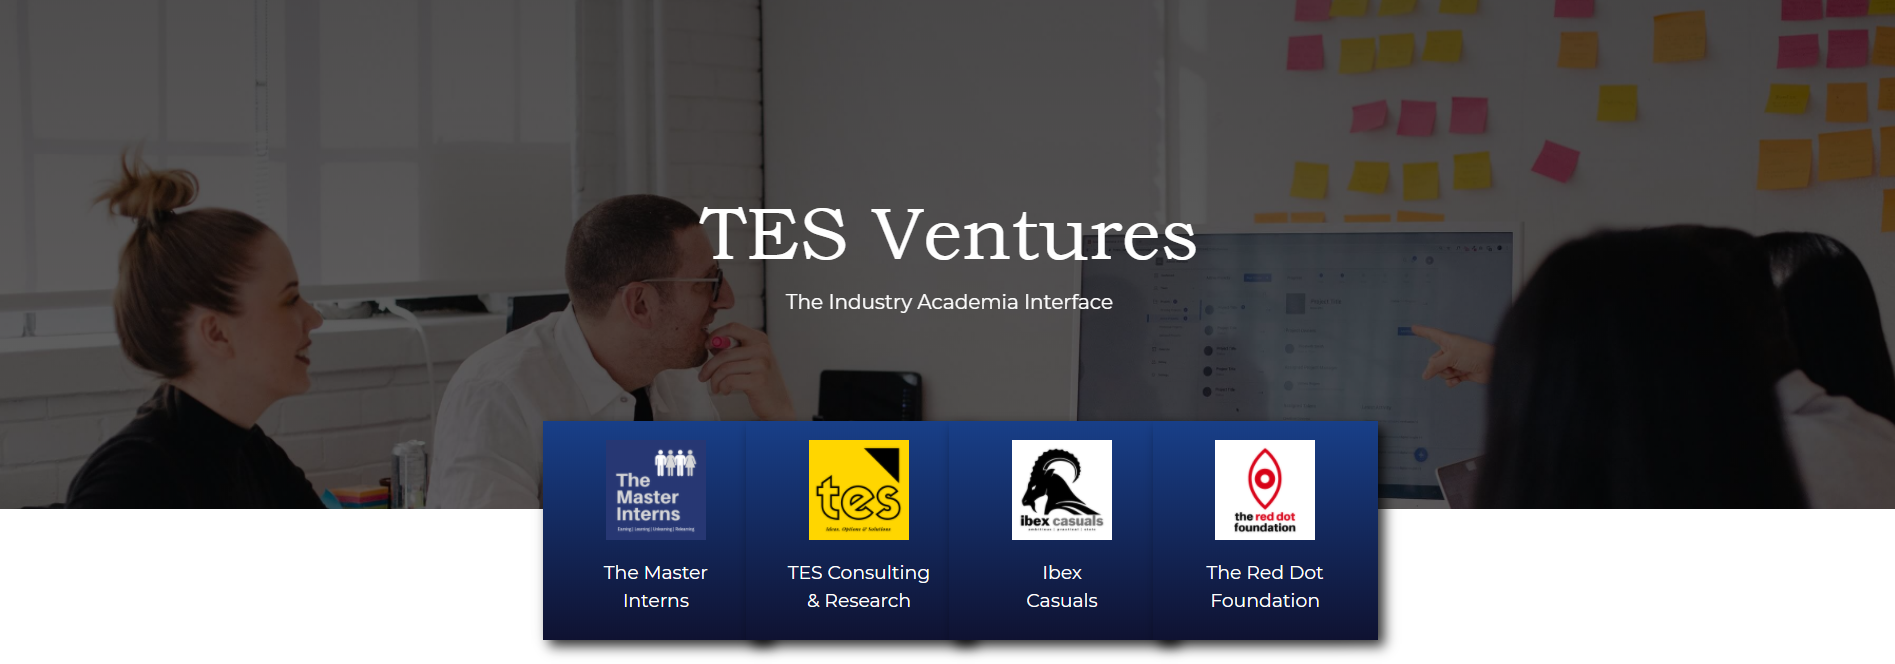 TES Ventures
The Industry Academia Interface
The
Master
Interns
Earning | Learning | Unlearning | Relearning
tes
Ideas, Options & Solutions
ibex casuals
the red dot
foundation
The Master
Interns
TES Consulting
& Research
Ibex
Casuals
The Red Dot
Foundation